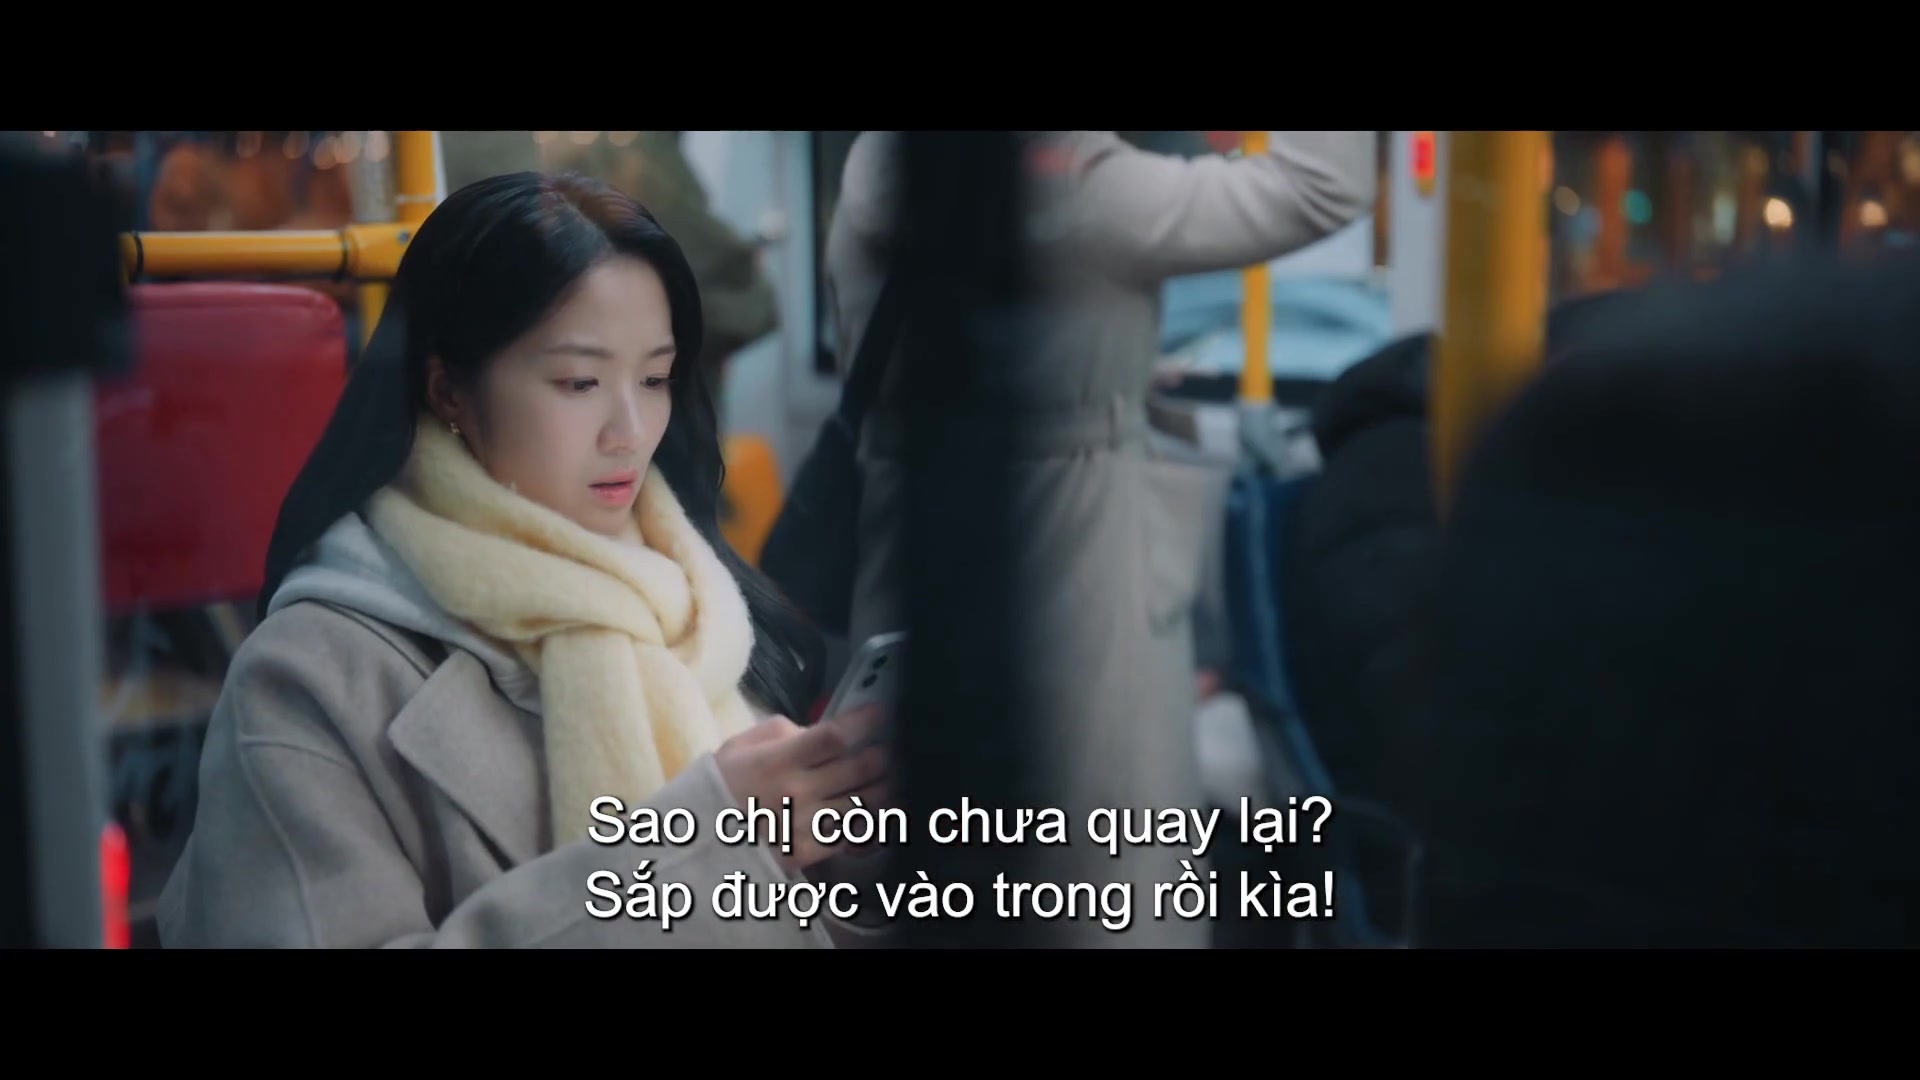 Sao chị còn chưa quay lại?
Sắp được vào trong rồi kìa!